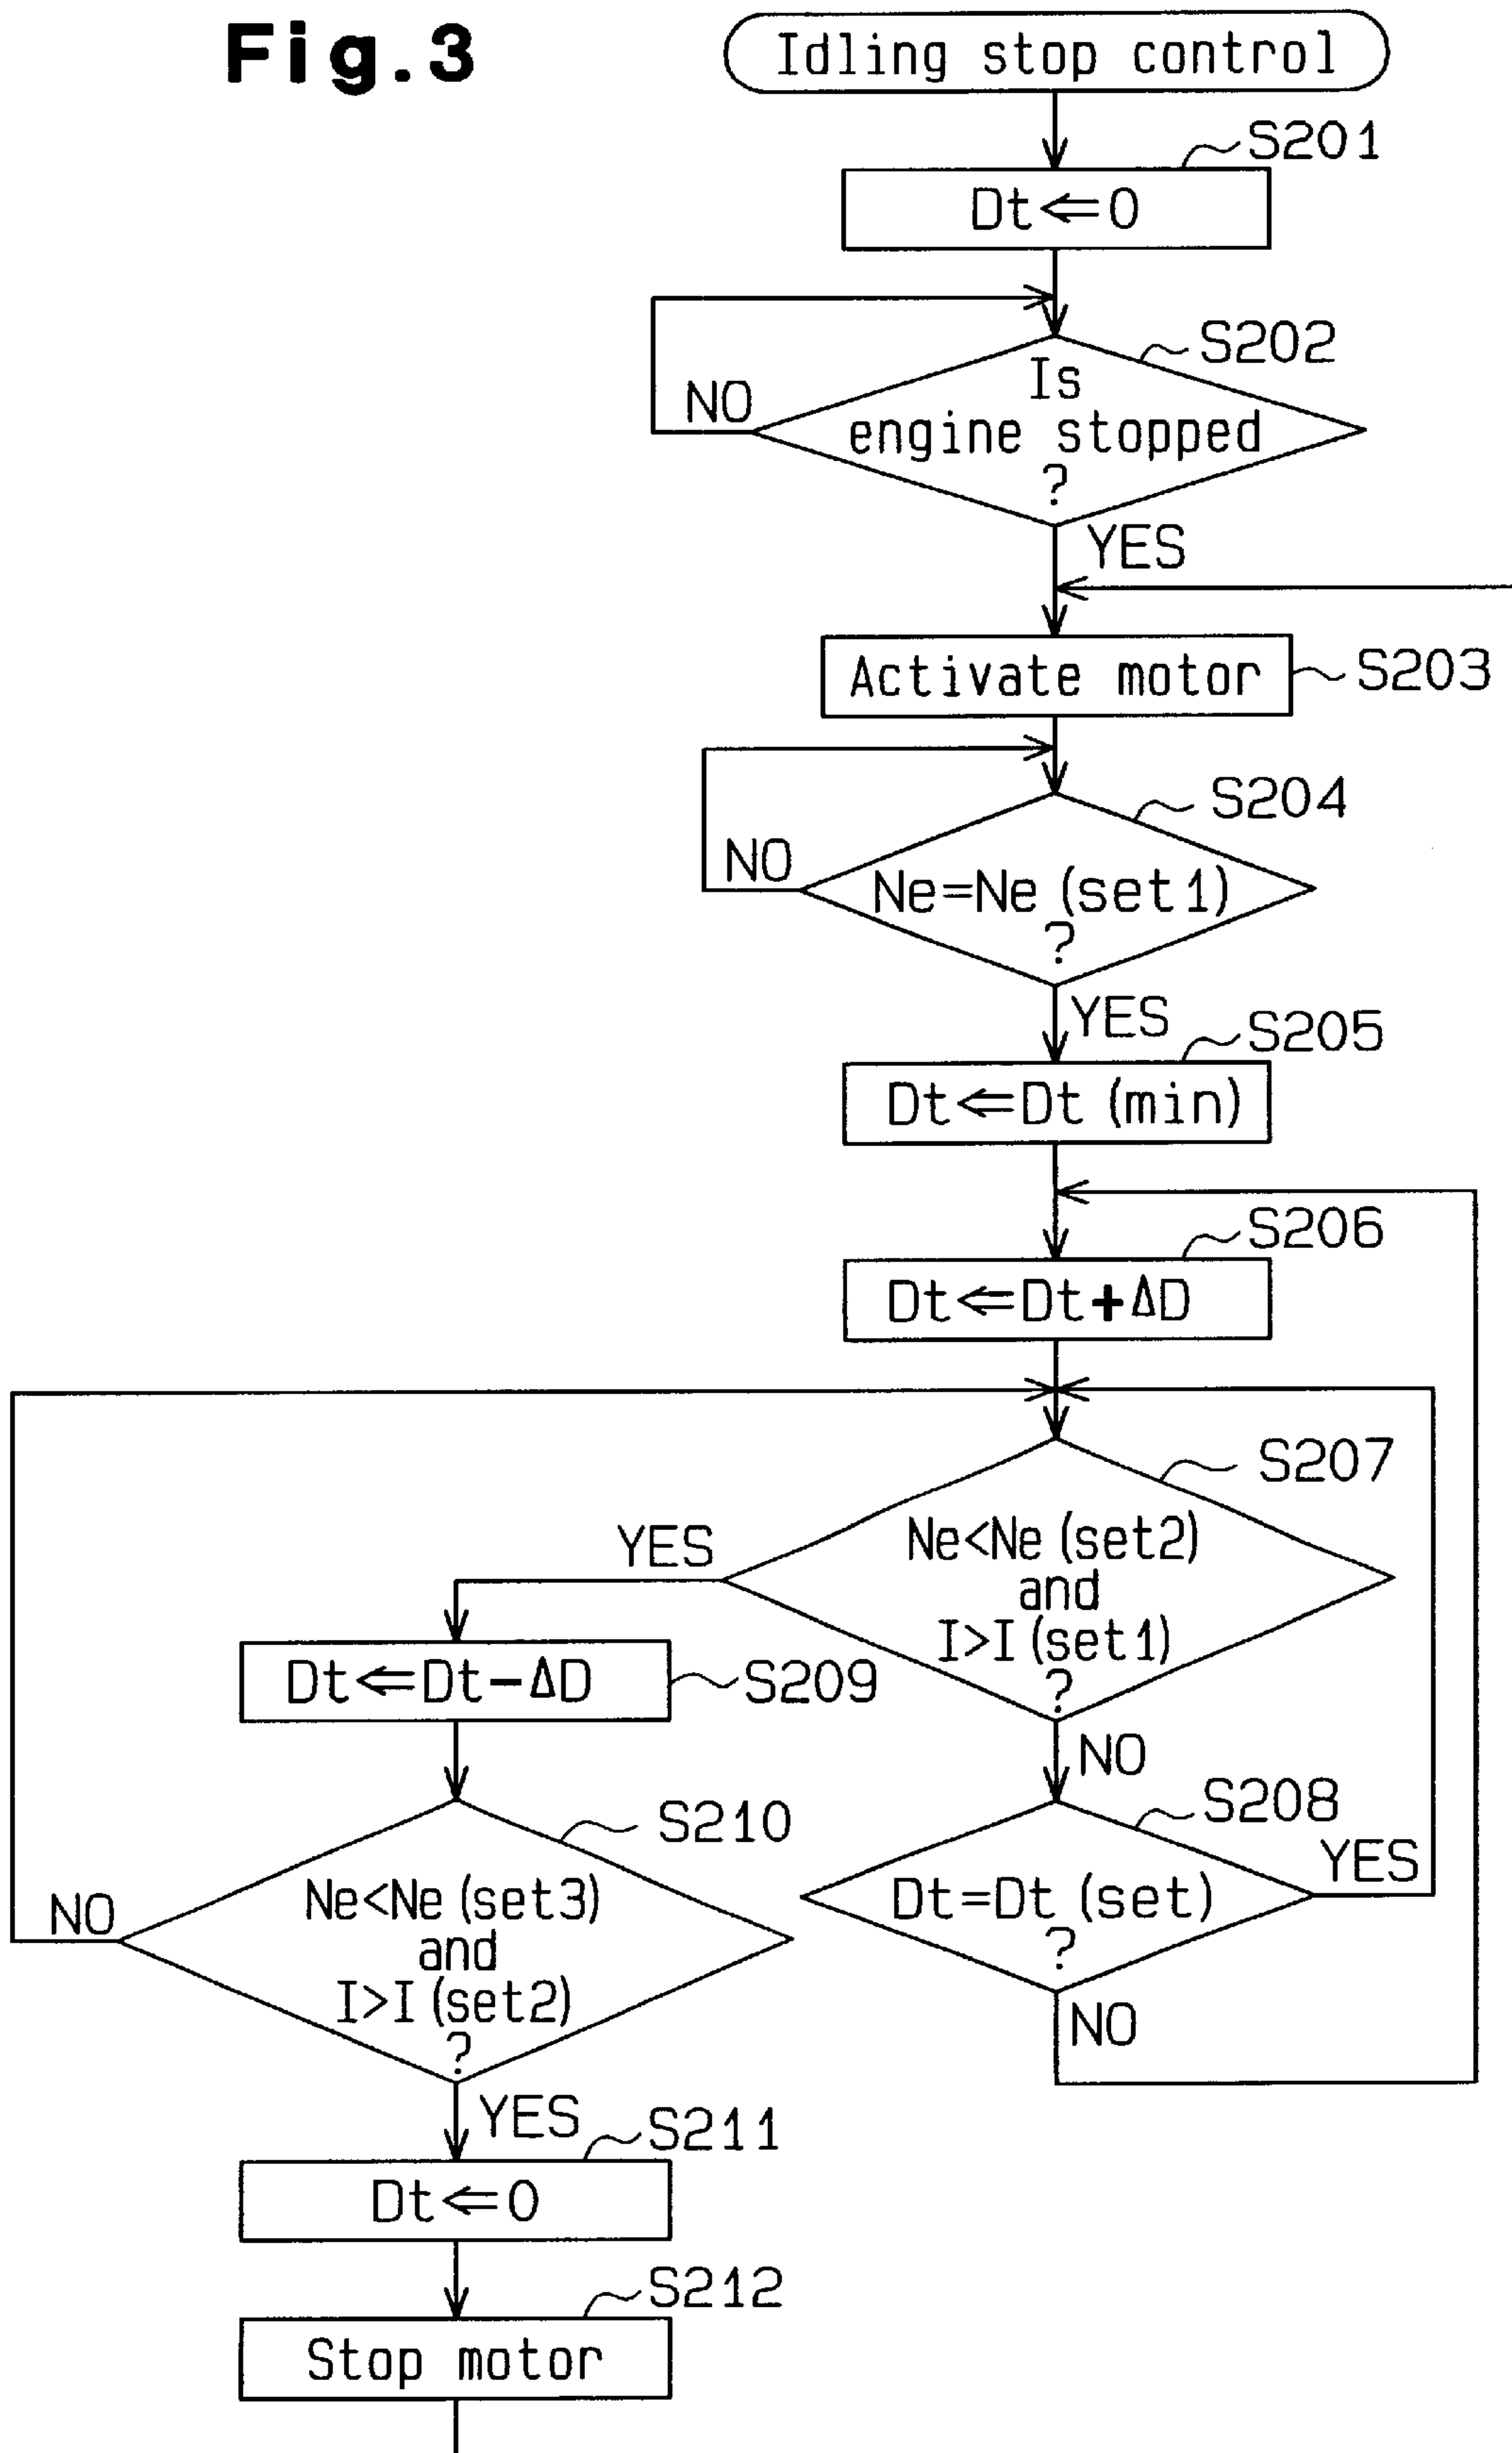 Fig.3
Idling stop control
S201
Dt⇐0
S202
Is
engine stopped
?
NO
YES
Activate motor
S203
S204
NO
Ne=Ne (set1)
?
YES
S205
Dt⇐Dt (min)
S206
Dt⇐Dt+ΔD
S207
YES
Ne<Ne (set2)
and
I>I (set1)
?
Dt⇐Dt-ΔD
S209
NO
S208
S210
YES
Dt=Dt (set)
?
NO
Ne<Ne (set3)
and
I>I (set2)
?
NO
YES
S211
Dt⇐0
S212
Stop motor